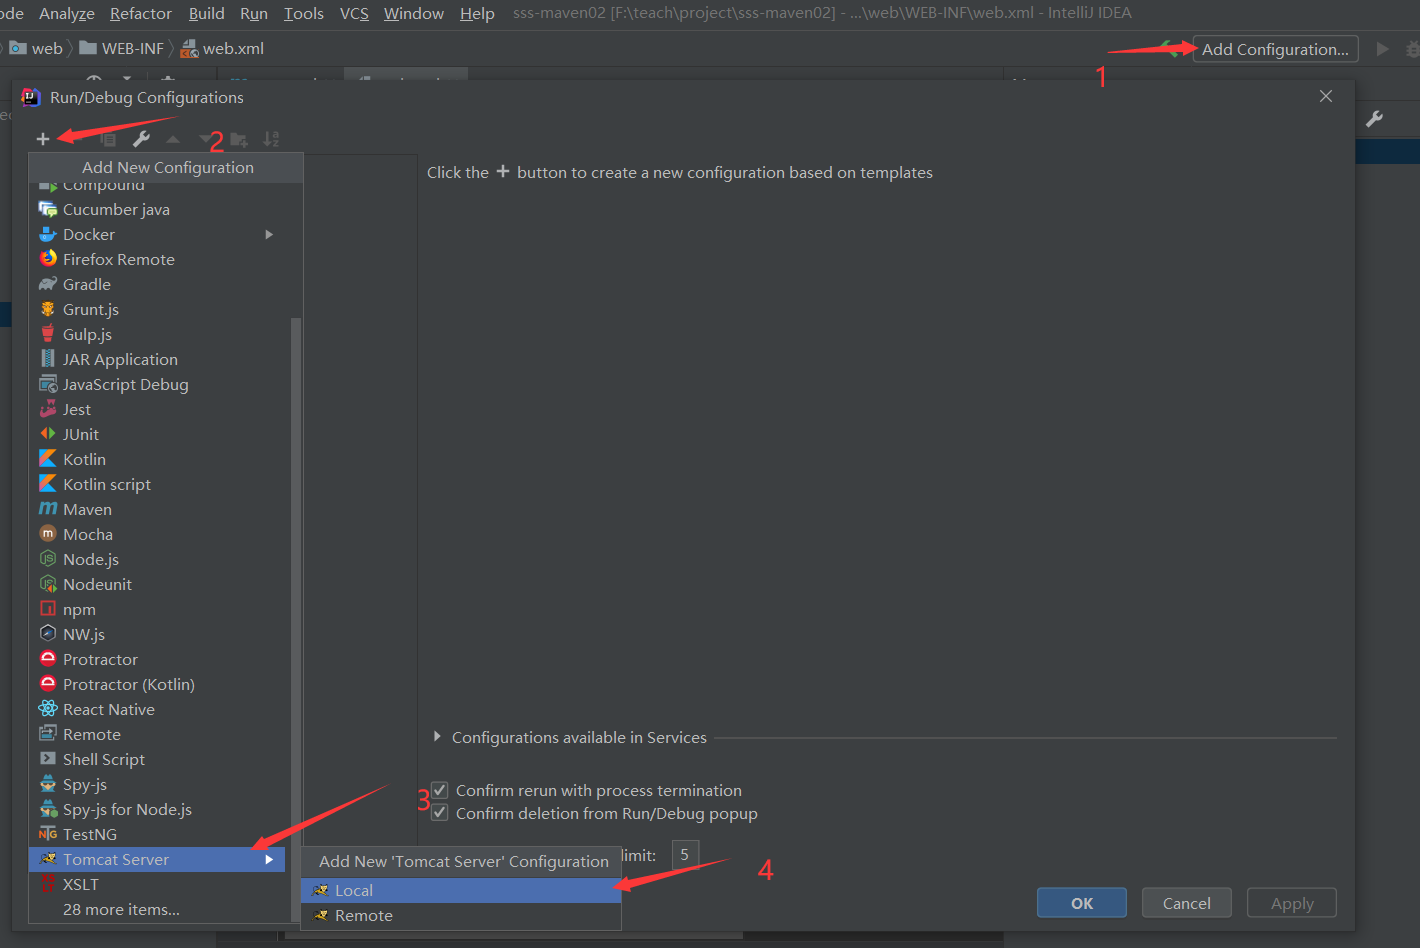 ode Analyze Refactor Build Run Tools VCS Window Help sss-maven02 [F:\teach\project\sss-maven02] - ...\web\WEB-INF\web.xml - IntelliJ IDEA
web WEB-INF web.xml Add Configuration...
1
Run/Debug Configurations
2
Add New Configuration
Click the + button to create a new configuration based on templates
Compound
Cucumber java
Docker
Firefox Remote
Gradle
Grunt.js
Gulp.js
JAR Application
JavaScript Debug
Jest
JUnit
Kotlin
Kotlin script
Maven
Mocha
Node.js
Nodeunit
npm
NW.js
Protractor
Protractor (Kotlin)
React Native
Remote
Shell Script
Spy-js
Spy-js for Node.js
TestNG
Tomcat Server
XSLT
28 more items...
Configurations available in Services
3
Confirm rerun with process termination
Confirm deletion from Run/Debug popup
limit: 5
Add New 'Tomcat Server' Configuration
4
Local
Remote
OK Cancel Apply